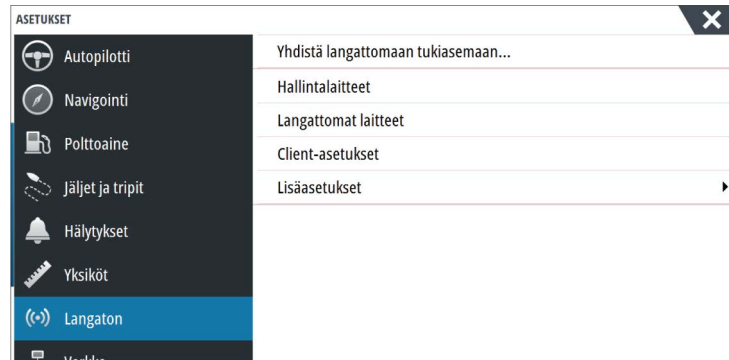 ASETUKSET
Autopilotti
Navigointi
Polttoaine
Jäljet ja tripit
Hälytykset
Yksiköt
Langaton
Yhdistä langattomaan tukiasemaan...
Hallintalaitteet
Langattomat laitteet
Client-asetukset
Lisäasetukset